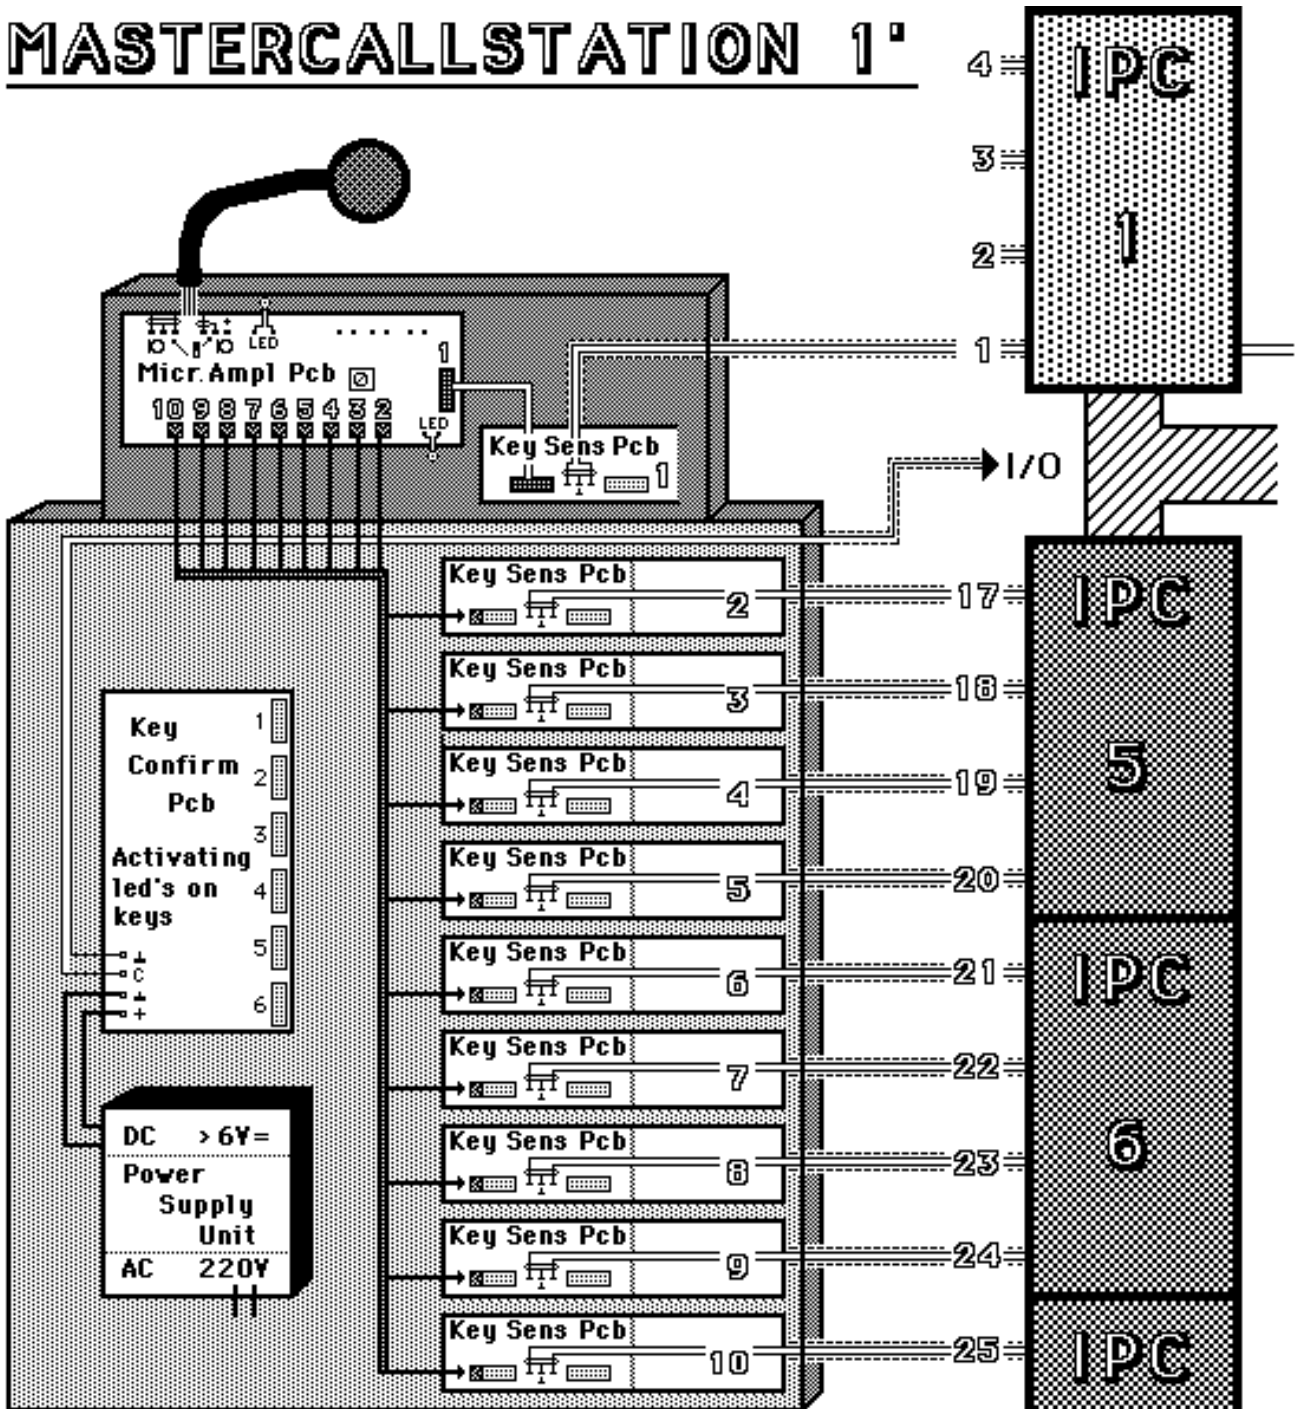 MASTERCALLSTATION 1'
4
IPC
3
2
1
1
IO
IO
LED
Micr. Ampl Pcb
1
10 9 8 7 6 5 4 3 2
LED
Key Sens Pcb
1
I/O
Key Sens Pcb
2
17
IPC
Key Sens Pcb
3
18
Key Sens Pcb
4
19
5
Key Sens Pcb
5
20
Key Sens Pcb
6
21
IPC
Key Sens Pcb
7
22
Key Sens Pcb
8
23
6
Key Sens Pcb
9
24
Key Sens Pcb
10
25
IPC
Key
Confirm
Pcb
Activating
led's on
keys
1
2
3
4
5
6
C
+
DC >6V=
Power
Supply
Unit
AC 220V